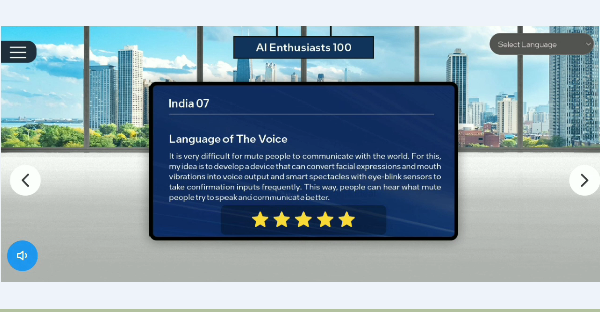 AI Enthusiasts 100
Select Language
India 07
Language of The Voice
It is very difficult for mute people to communicate with the world. For this,
my idea is to develop a device that can convert facial expressions and mouth
vibrations into voice output and smart spectacles with eye-blink sensors to
take confirmation inputs frequently. This way, people can hear what mute
people try to speak and communicate better.